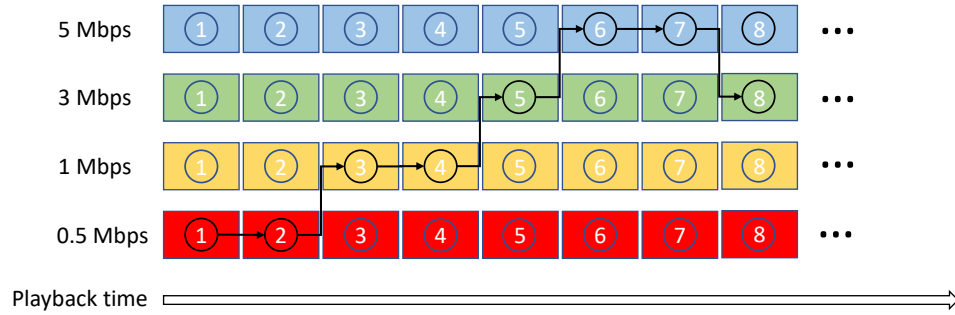 5 Mbps 1 2 3 4 5 6 7 8 ...
3 Mbps 1 2 3 4 5 6 7 8 ...
1 Mbps 1 2 3 4 5 6 7 8 ...
0.5 Mbps 1 2 3 4 5 6 7 8 ...
Playback time